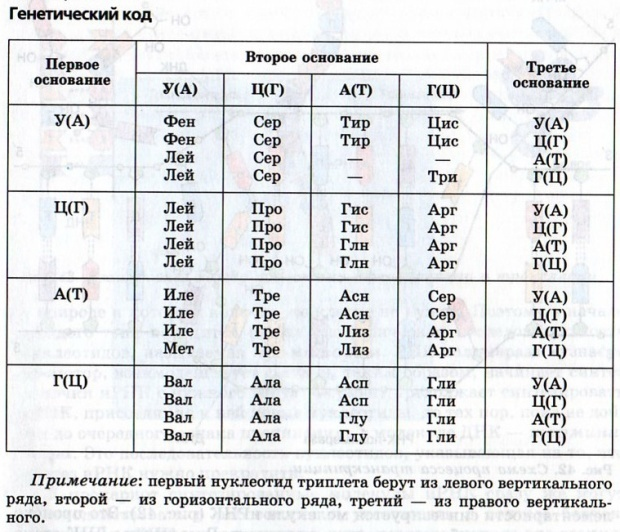 Генетический код
Первое основание Второе основание Третье основание
У(А) Ц(Г) А(Т) Г(Ц)
У(А) Фен Сер Тир Цис У(А)
Фен Сер Тир Цис Ц(Г)
Лей Сер — — А(Т)
Лей Сер — Три Г(Ц)
Ц(Г) Лей Про Гис Арг У(А)
Лей Про Гис Арг Ц(Г)
Лей Про Глн Арг А(Т)
Лей Про Глн Арг Г(Ц)
А(Т) Иле Тре Асн Сер У(А)
Иле Тре Асн Сер Ц(Г)
Иле Тре Лиз Арг А(Т)
Мет Тре Лиз Арг Г(Ц)
Г(Ц) Вал Ала Асп Гли У(А)
Вал Ала Асп Гли Ц(Г)
Вал Ала Глу Гли А(Т)
Вал Ала Глу Гли Г(Ц)
Примечание: первый нуклеотид триплета берут из левого вертикального
ряда, второй — из горизонтального ряда, третий — из правого вертикаль-
ного.